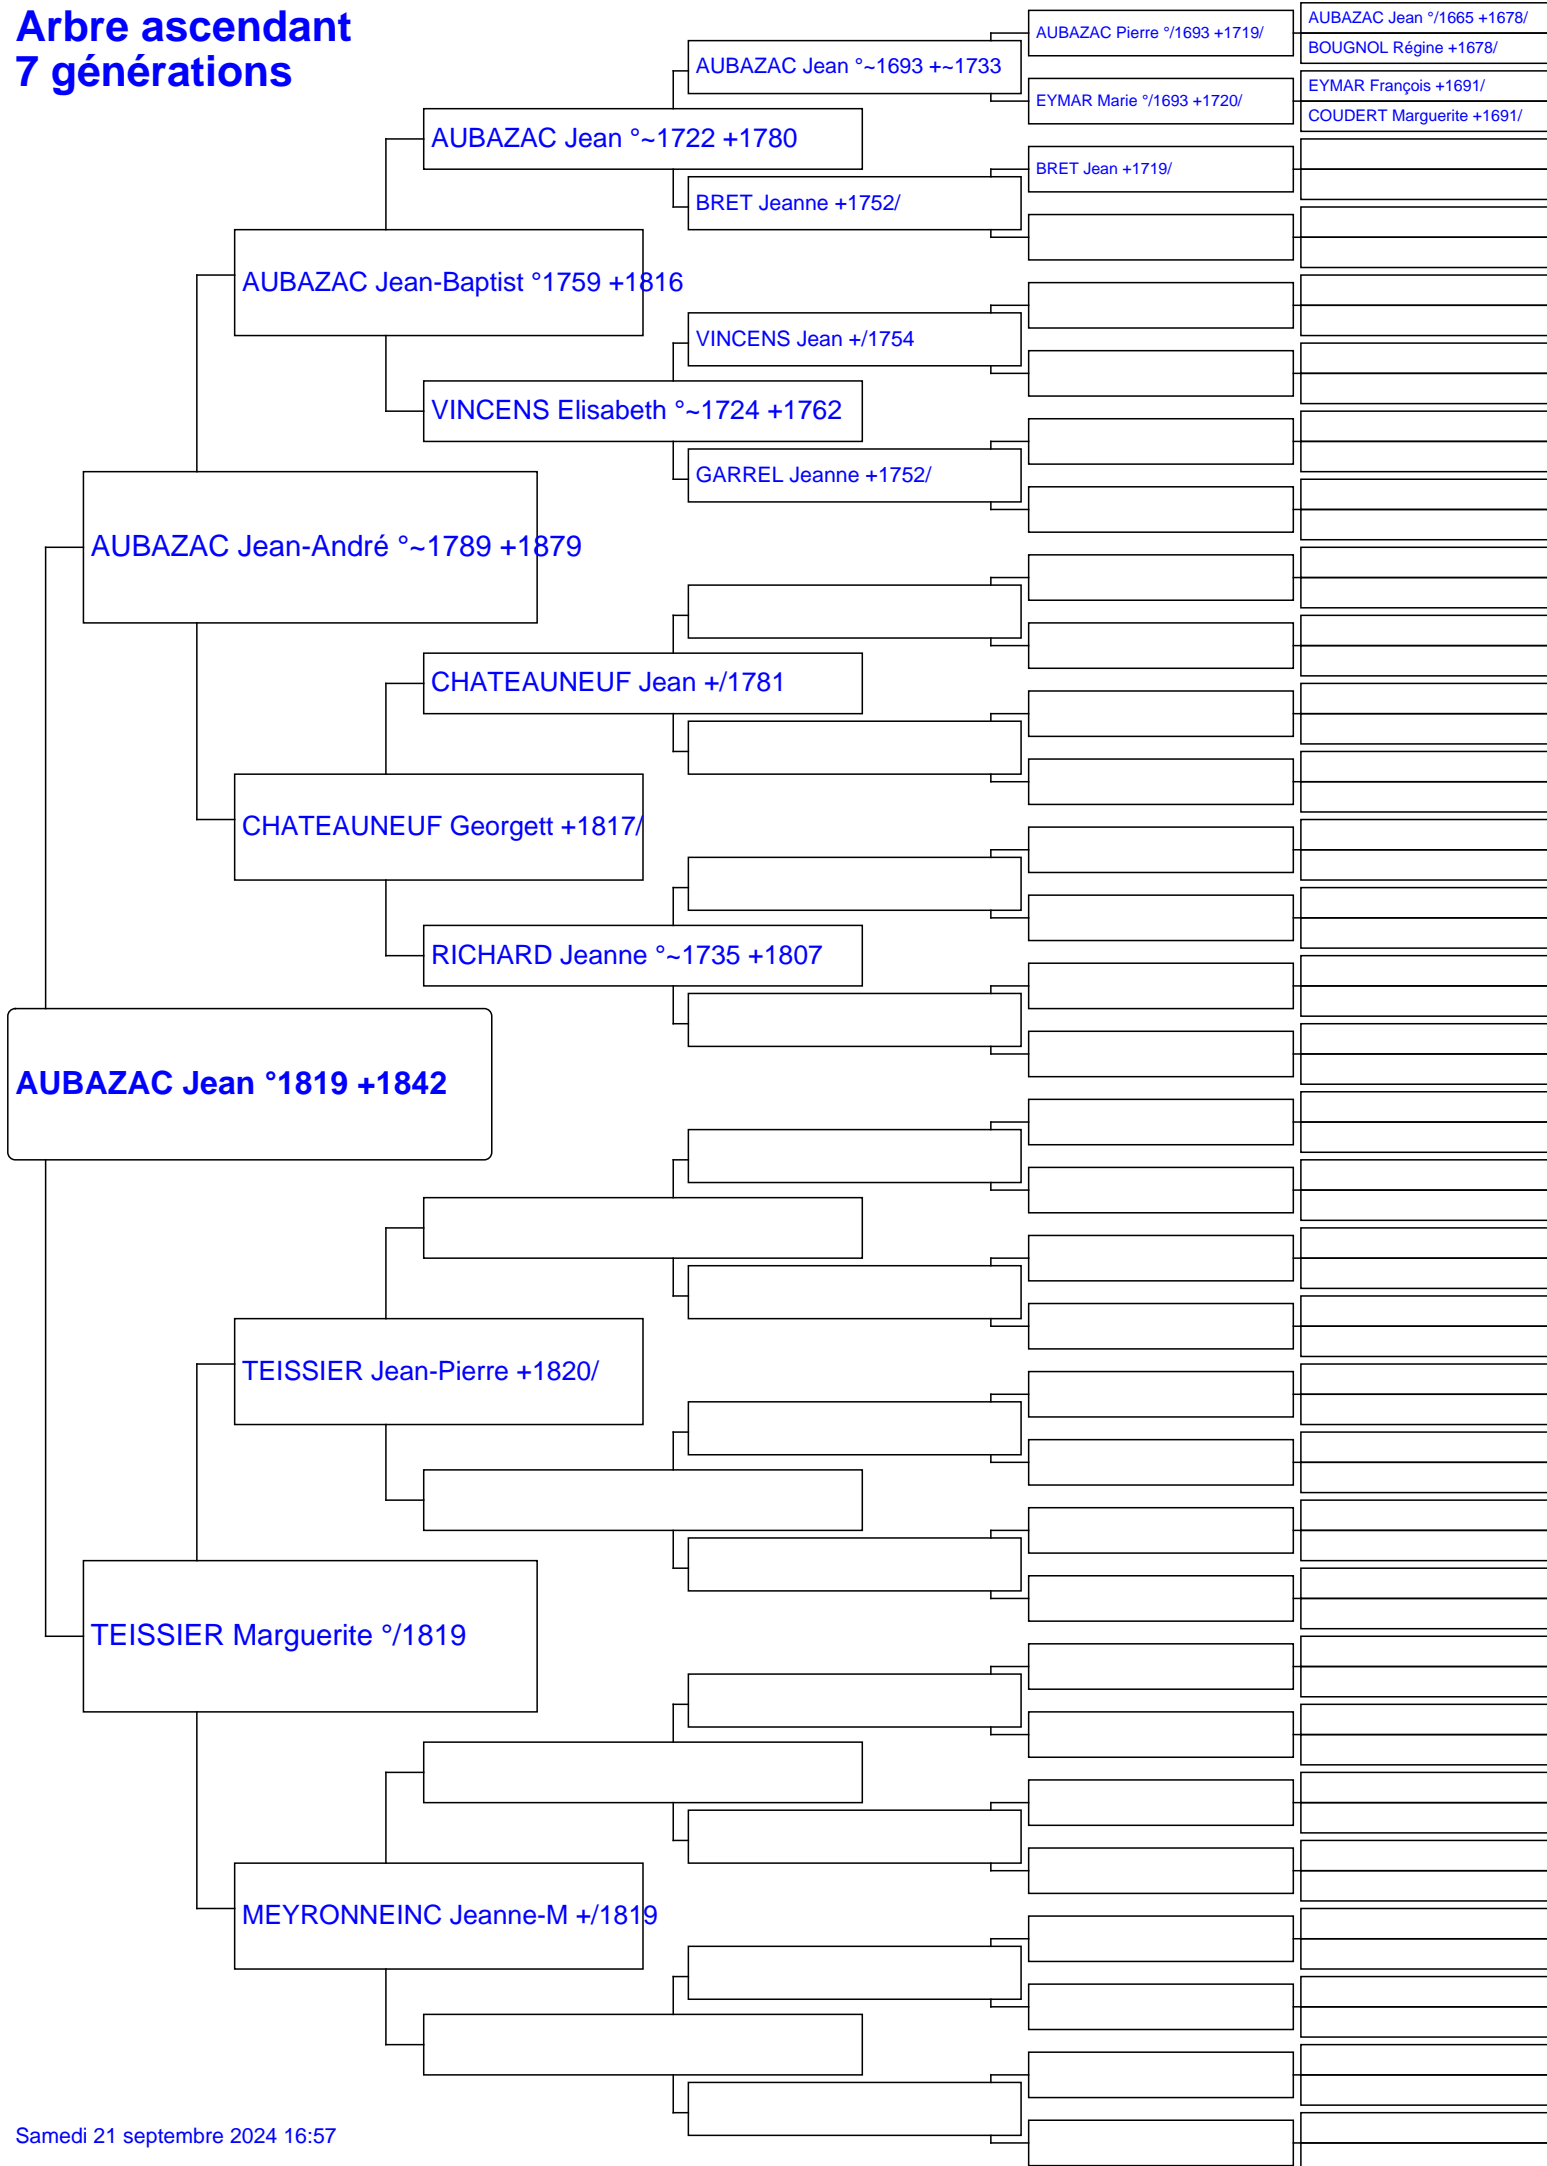 Arbre ascendant
7 générations
AUBAZAC Jean °/1665 +1678/
AUBAZAC Pierre °/1693 +1719/
BOUGNOL Régine +1678/
AUBAZAC Jean °~1693 +~1733
EYMAR François +1691/
EYMAR Marie °/1693 +1720/
COUDERT Marguerite +1691/
AUBAZAC Jean °~1722 +1780
BRET Jean +1719/
BRET Jeanne +1752/
AUBAZAC Jean-Baptist °1759 +1816
VINCENS Jean +/1754
VINCENS Elisabeth °~1724 +1762
GARREL Jeanne +1752/
AUBAZAC Jean-André °~1789 +1879
CHATEAUNEUF Jean +/1781
CHATEAUNEUF Georgett +1817/
RICHARD Jeanne °~1735 +1807
AUBAZAC Jean °1819 +1842
TEISSIER Jean-Pierre +1820/
TEISSIER Marguerite °/1819
MEYRONNEINC Jeanne-M +/1819
Samedi 21 septembre 2024 16:57